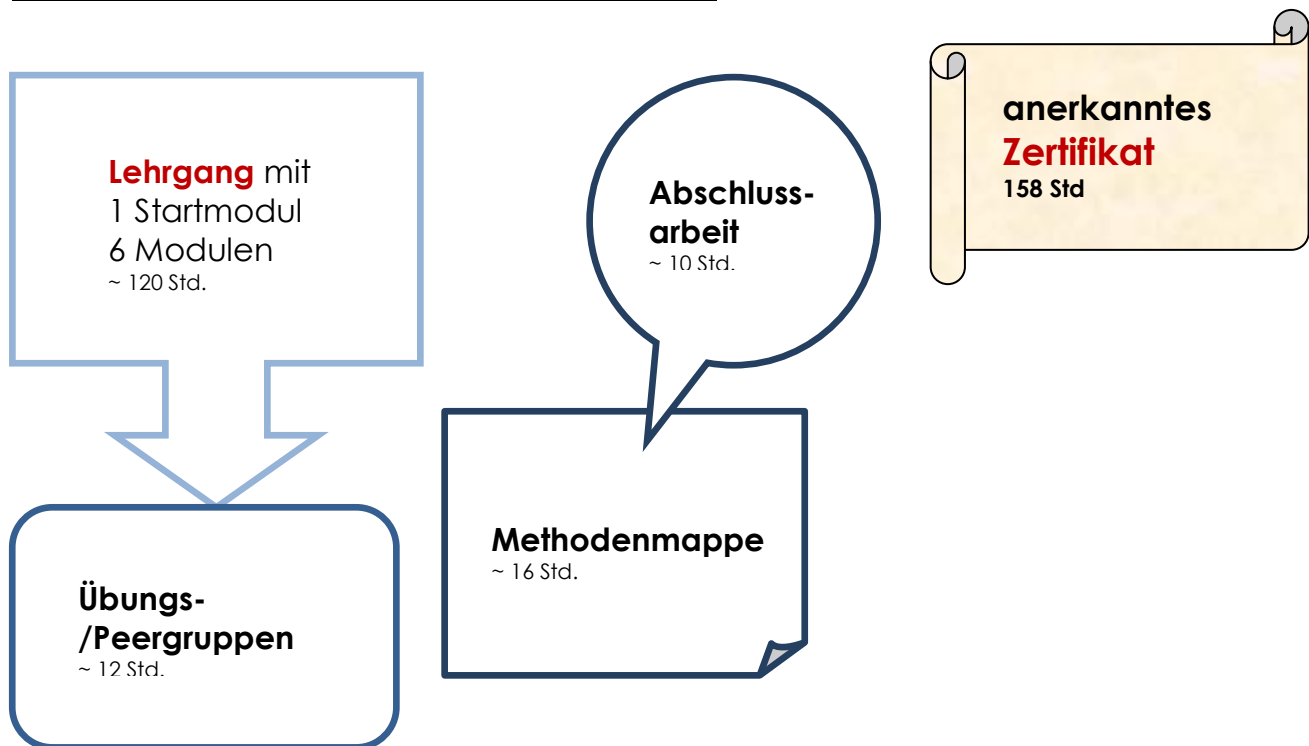 Lehrgang mit
1 Startmodul
6 Modulen
~ 120 Std.
Übungs-
/Peergruppen
~ 12 Std.
Abschluss-
arbeit
~ 10 Std.
Methodenmappe
~ 16 Std.
anerkanntes
Zertifikat
158 Std